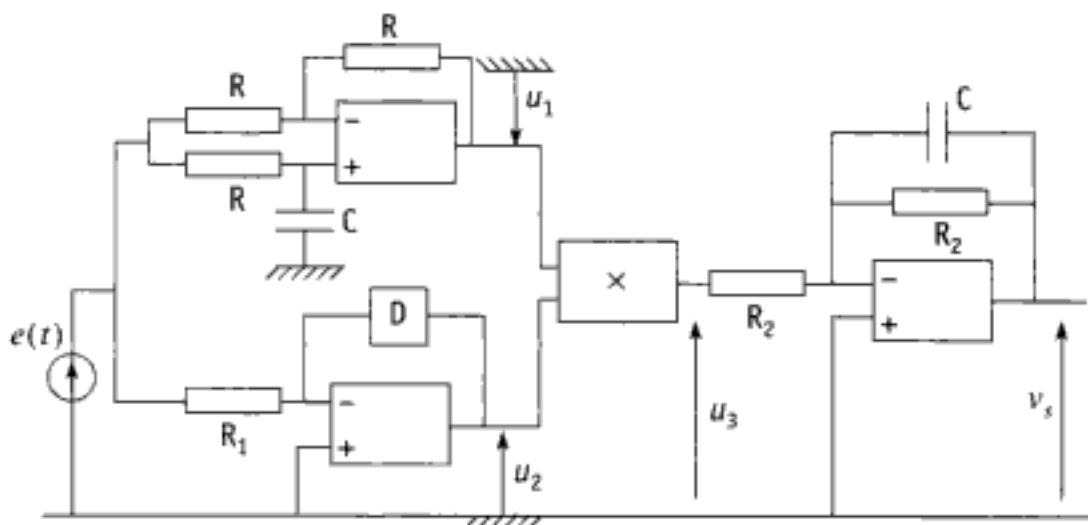 R
u₁
R
−
+
R
C
C
R₂
×
R₂
−
+
D
e(t)
R₁
−
+
u₂
u₃
vₛ